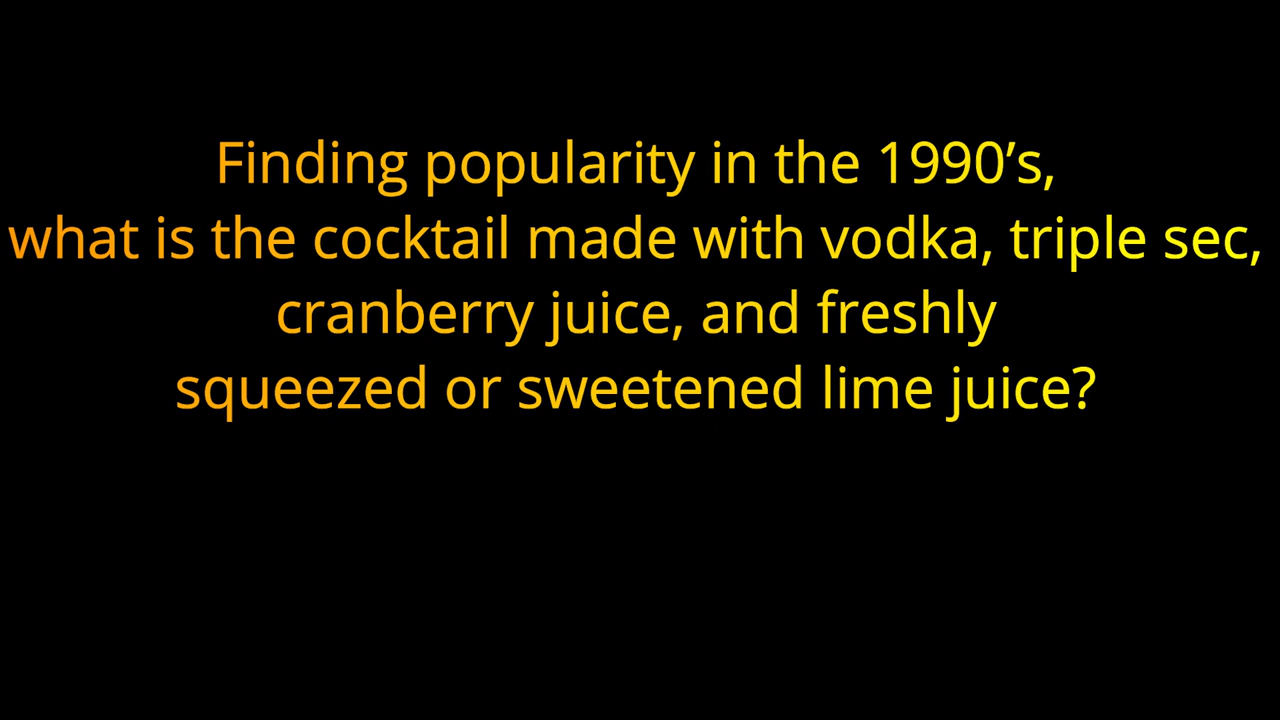 Finding popularity in the 1990’s,
what is the cocktail made with vodka, triple sec,
cranberry juice, and freshly
squeezed or sweetened lime juice?